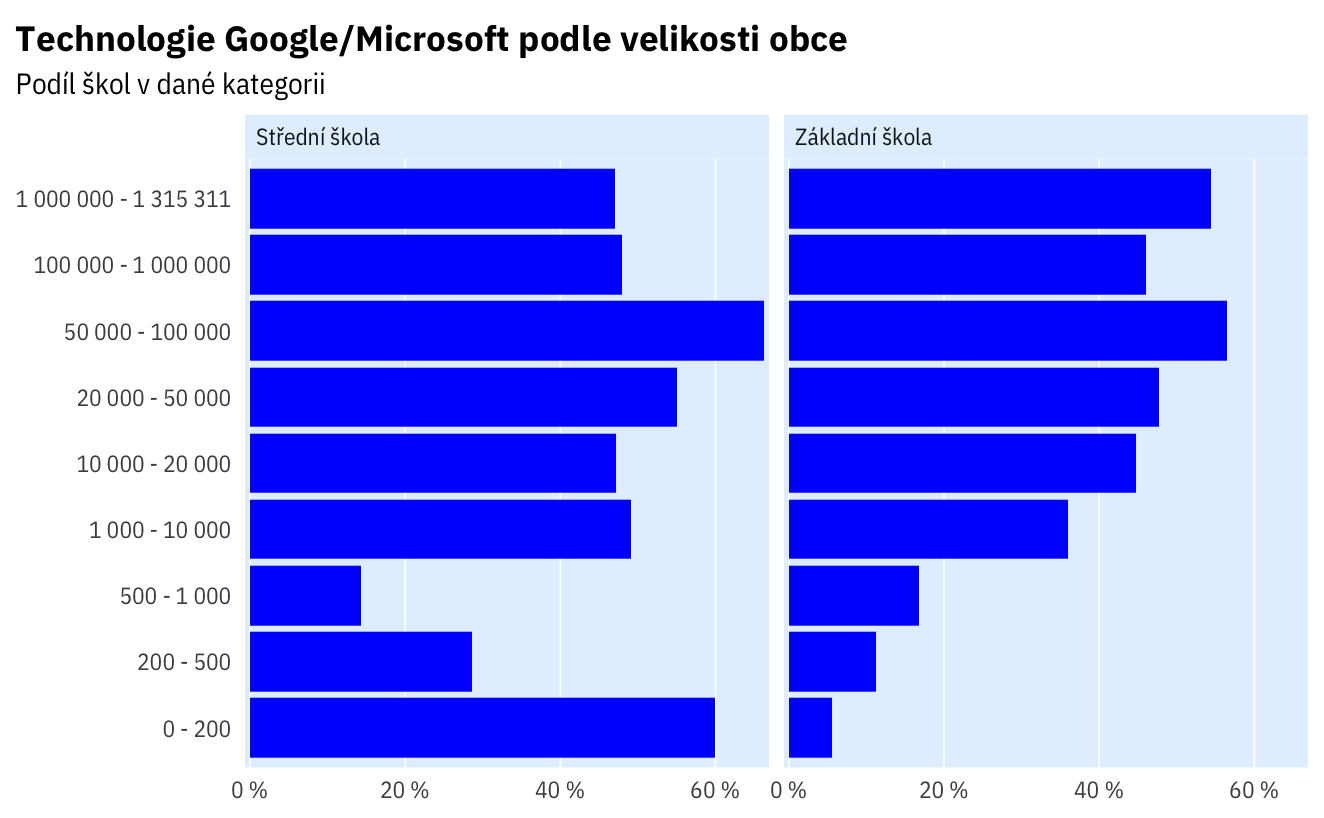 Technologie Google/Microsoft podle velikosti obce
Podíl škol v dané kategorii
Střední škola
Základní škola
1 000 000 - 1 315 311
100 000 - 1 000 000
50 000 - 100 000
20 000 - 50 000
10 000 - 20 000
1 000 - 10 000
500 - 1 000
200 - 500
0 - 200
0 % 20 % 40 % 60 % 0 % 20 % 40 % 60 %